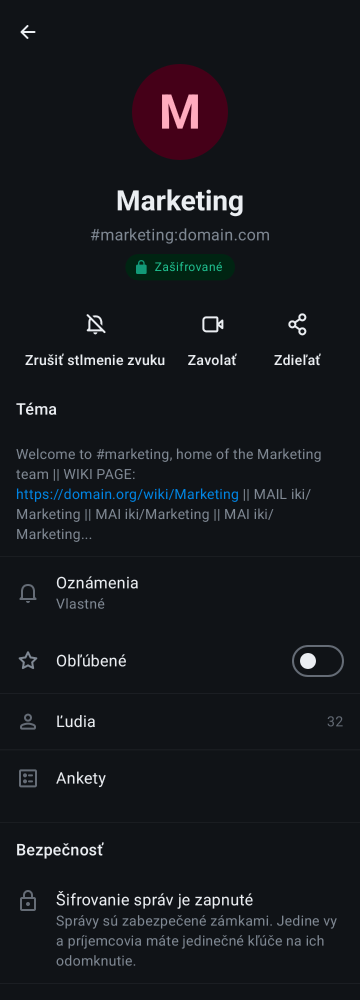 M
Marketing
#marketing:domain.com
Zašifrované
Zrušiť stlmenie zvuku
Zavolať
Zdieľať
Téma
Welcome to #marketing, home of the Marketing
team || WIKI PAGE:
https://domain.org/wiki/Marketing || MAIL iki/
Marketing || MAI iki/Marketing || MAI iki/
Marketing...
Oznámenia
Vlastné
Obľúbené
Ľudia 32
Ankety
Bezpečnosť
Šifrovanie správ je zapnuté
Správy sú zabezpečené zámkami. Jedine vy
a príjemcovia máte jedinečné kľúče na ich
odomknutie.